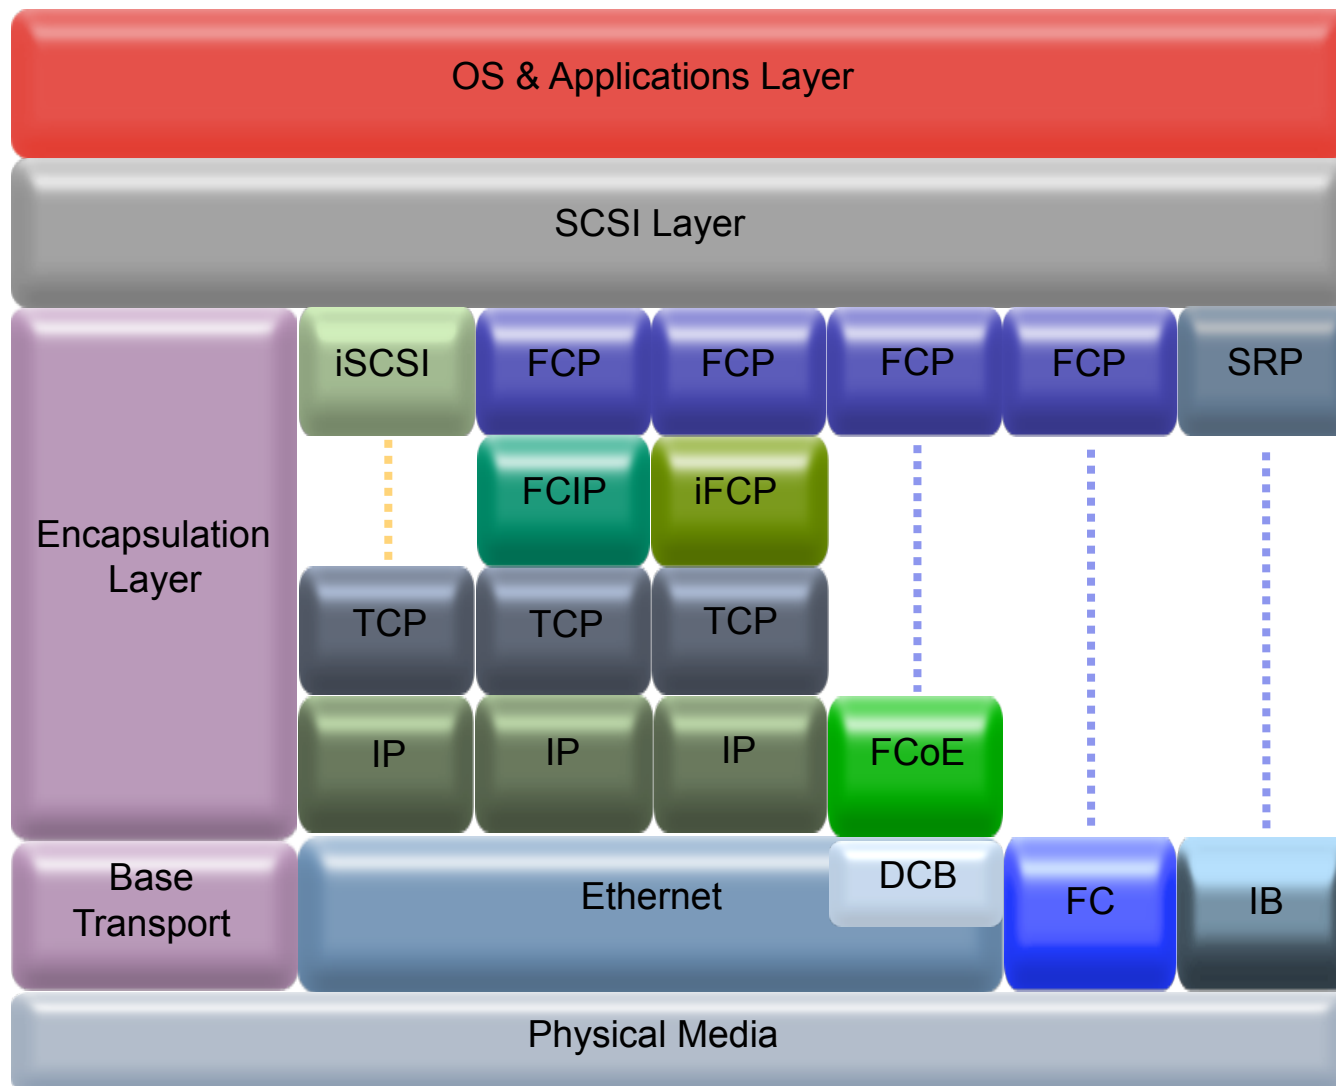 OS & Applications Layer
SCSI Layer
iSCSI FCP FCP FCP FCP SRP
FCIP iFCP
Encapsulation
Layer
TCP TCP TCP
IP IP IP FCoE
Base
Transport
Ethernet DCB FC IB
Physical Media